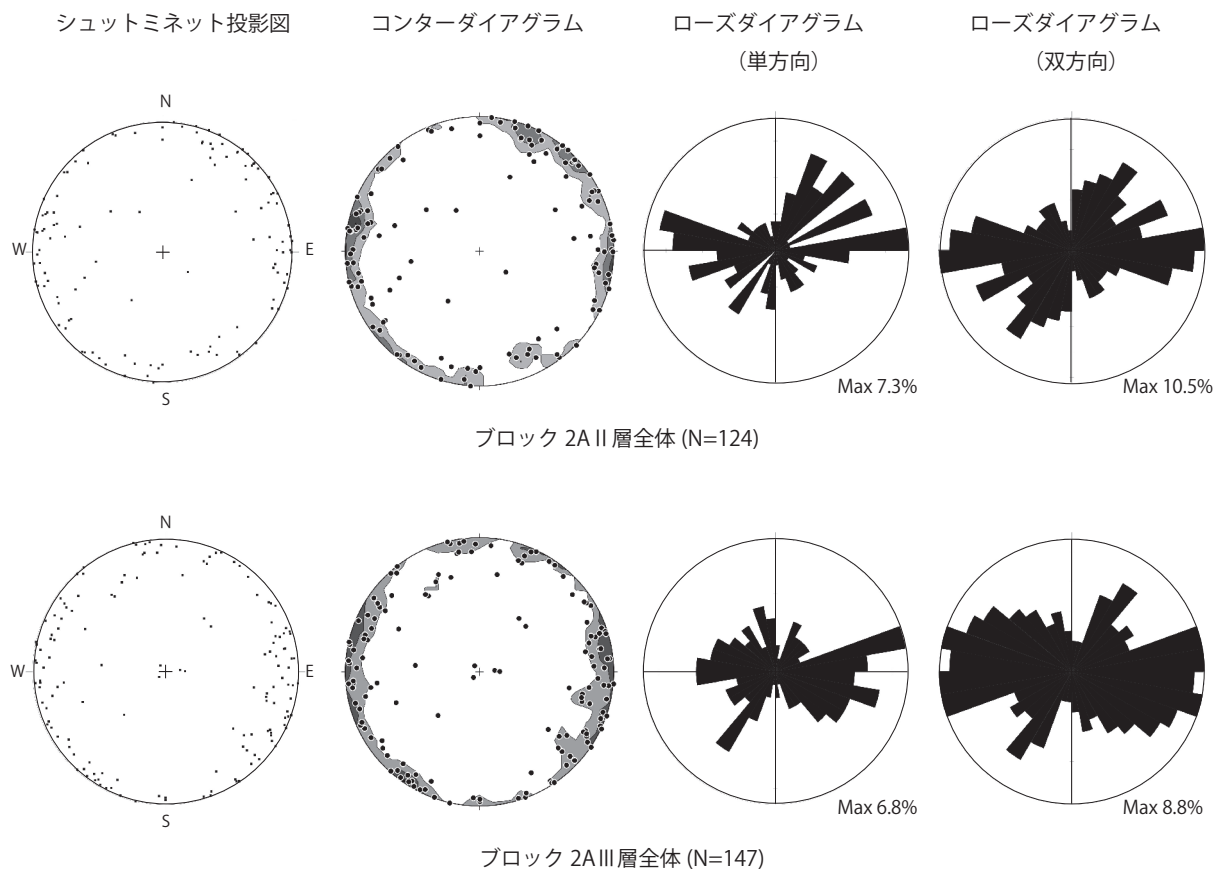 シュットミネット投影図
コンターダイアグラム
ローズダイアグラム
（単方向）
ローズダイアグラム
（双方向）
N
W
E
S
Max 7.3%
Max 10.5%
ブロック 2A II 層全体 (N=124)
N
W
E
S
Max 6.8%
Max 8.8%
ブロック 2A III 層全体 (N=147)